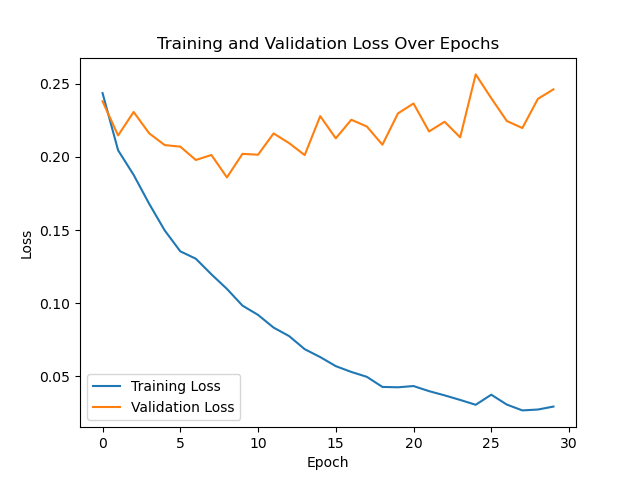 Training and Validation Loss Over Epochs
0.25
0.20
0.15
0.10
0.05
Loss
Training Loss
Validation Loss
0 5 10 15 20 25 30
Epoch